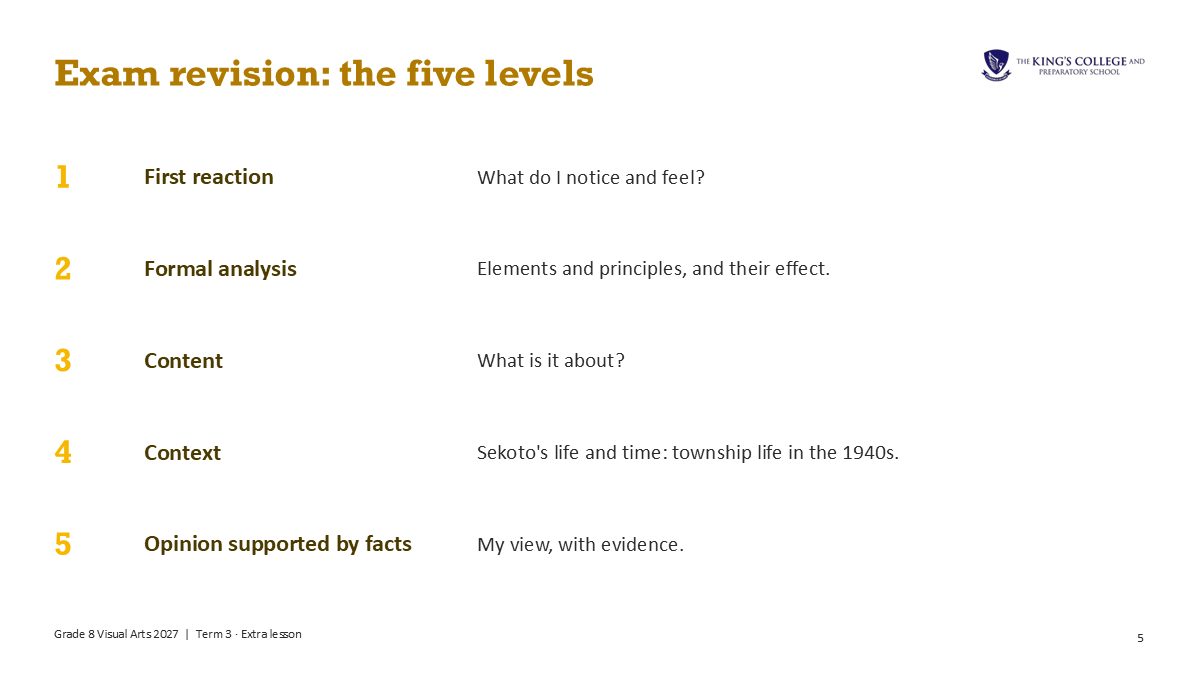 Exam revision: the five levels
THE KING'S COLLEGE AND
PREPARATORY SCHOOL
1 First reaction What do I notice and feel?
2 Formal analysis Elements and principles, and their effect.
3 Content What is it about?
4 Context Sekoto's life and time: township life in the 1940s.
5 Opinion supported by facts My view, with evidence.
Grade 8 Visual Arts 2027 | Term 3 · Extra lesson
5